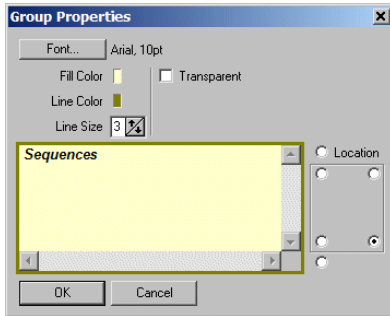 Group Properties
Font... Arial, 10pt
Fill Color Transparent
Line Color
Line Size 3
Sequences
Location
OK Cancel